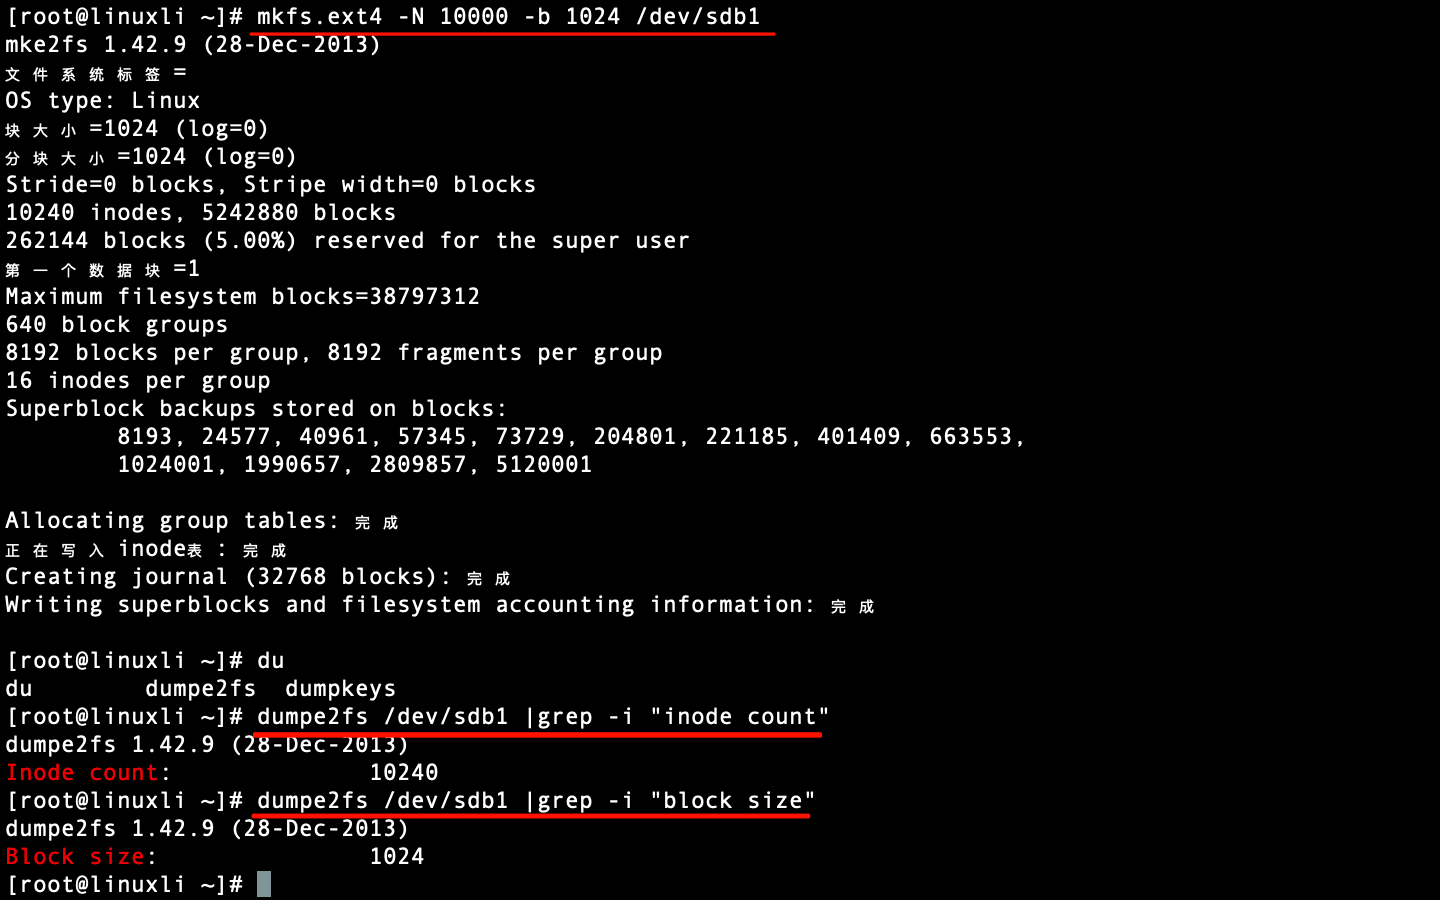 [root@linuxli ~]# mkfs.ext4 -N 10000 -b 1024 /dev/sdb1
mke2fs 1.42.9 (28-Dec-2013)
文件系统标签=
OS type: Linux
块大小=1024 (log=0)
分块大小=1024 (log=0)
Stride=0 blocks, Stripe width=0 blocks
10240 inodes, 5242880 blocks
262144 blocks (5.00%) reserved for the super user
第一个数据块=1
Maximum filesystem blocks=38797312
640 block groups
8192 blocks per group, 8192 fragments per group
16 inodes per group
Superblock backups stored on blocks:
8193, 24577, 40961, 57345, 73729, 204801, 221185, 401409, 663553,
1024001, 1990657, 2809857, 5120001
Allocating group tables: 完成
正在写入inode表: 完成
Creating journal (32768 blocks): 完成
Writing superblocks and filesystem accounting information: 完成
[root@linuxli ~]# du
du dumpe2fs dumpkeys
[root@linuxli ~]# dumpe2fs /dev/sdb1 |grep -i "inode count"
dumpe2fs 1.42.9 (28-Dec-2013)
Inode count: 10240
[root@linuxli ~]# dumpe2fs /dev/sdb1 |grep -i "block size"
dumpe2fs 1.42.9 (28-Dec-2013)
Block size: 1024
[root@linuxli ~]#